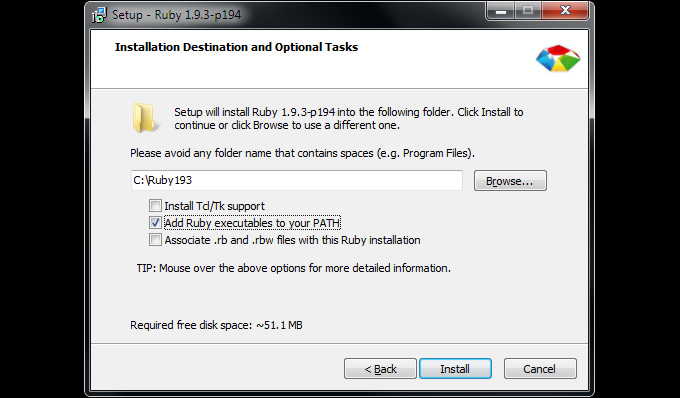 Setup - Ruby 1.9.3-p194
Installation Destination and Optional Tasks
Setup will install Ruby 1.9.3-p194 into the following folder. Click Install to
continue or click Browse to use a different one.
Please avoid any folder name that contains spaces (e.g. Program Files).
C:\Ruby193
Browse...
Install Tcl/Tk support
Add Ruby executables to your PATH
Associate .rb and .rbw files with this Ruby installation
TIP: Mouse over the above options for more detailed information.
Required free disk space: ~51.1 MB
< Back
Install
Cancel